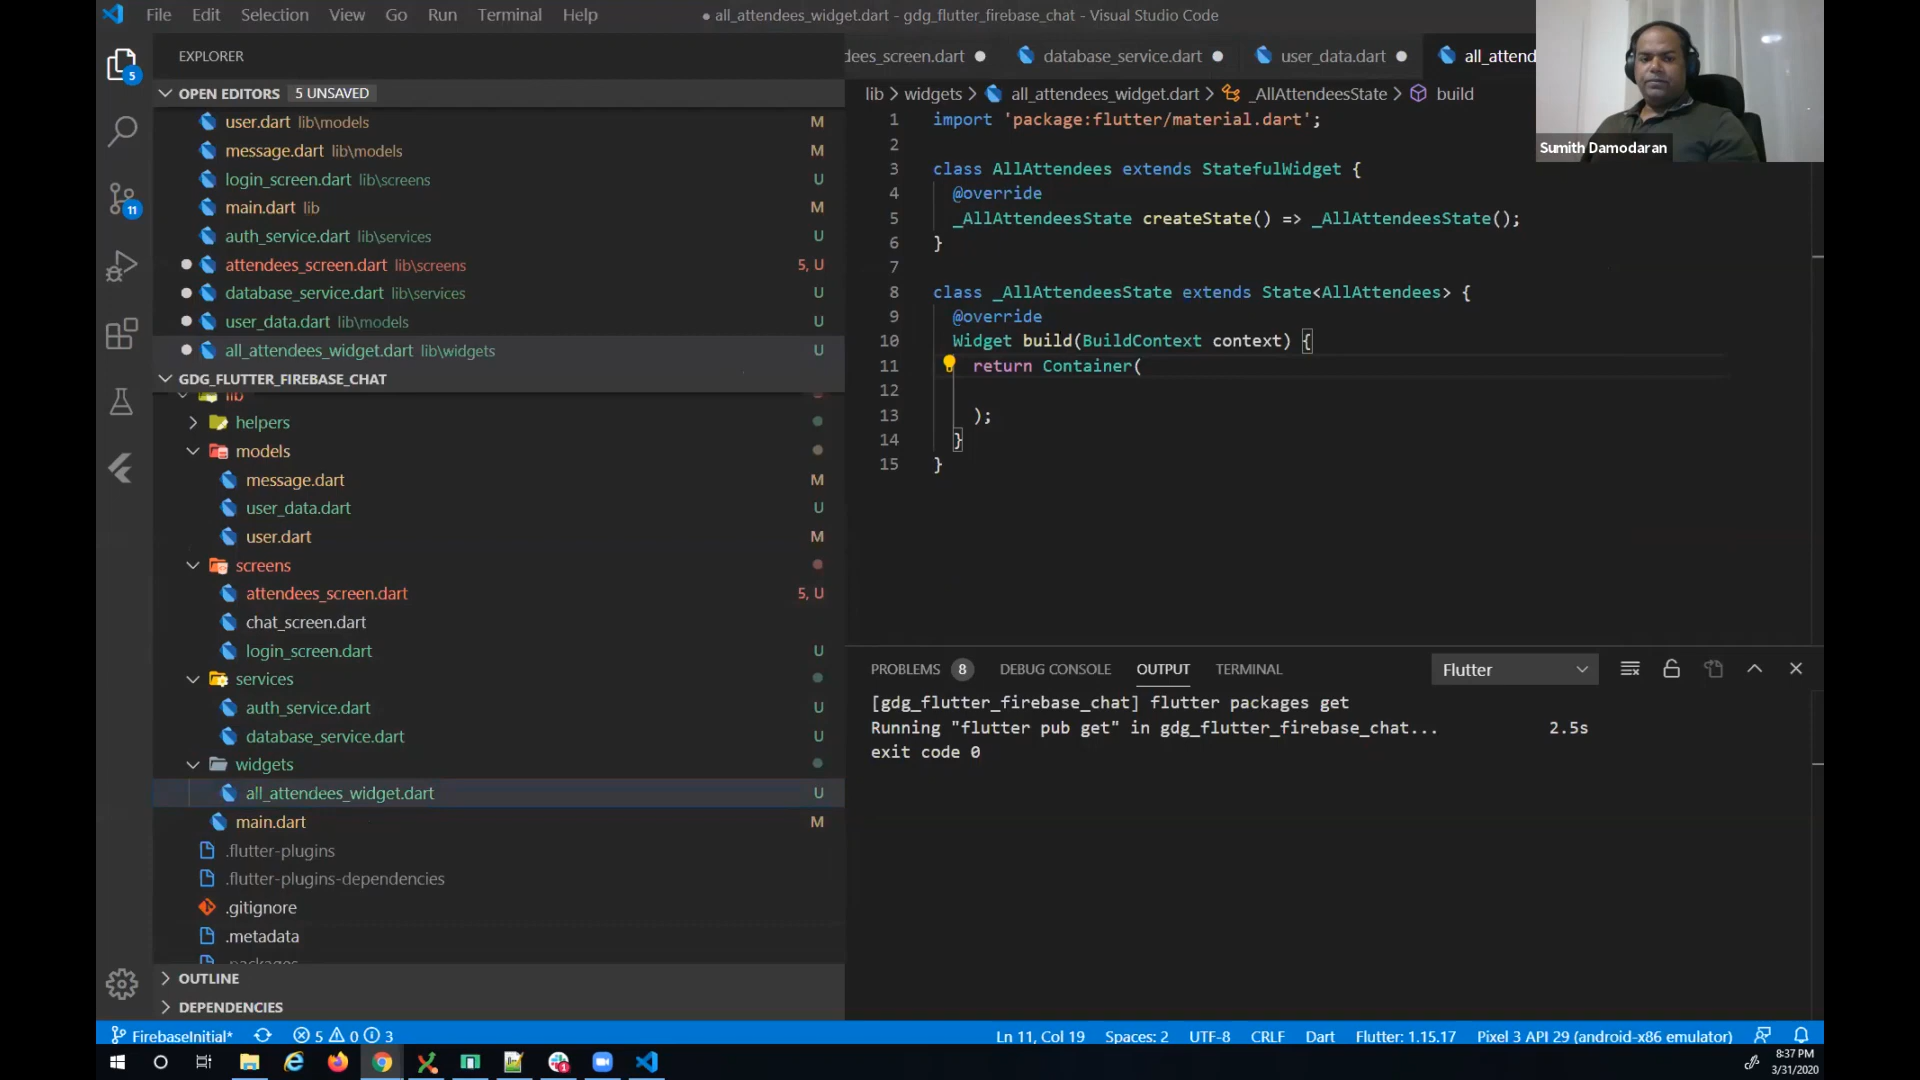 File Edit Selection View Go Run Terminal Help
● all_attendees_widget.dart - gdg_flutter_firebase_chat - Visual Studio Code
EXPLORER
OPEN EDITORS 5 UNSAVED
user.dart lib\models M
message.dart lib\models M
login_screen.dart lib\screens U
main.dart lib M
auth_service.dart lib\services U
attendees_screen.dart lib\screens 5, U
database_service.dart lib\services U
user_data.dart lib\models U
all_attendees_widget.dart lib\widgets U
GDG_FLUTTER_FIREBASE_CHAT
lib
helpers
models
message.dart M
user_data.dart U
user.dart M
screens
attendees_screen.dart 5, U
chat_screen.dart
login_screen.dart U
services
auth_service.dart U
database_service.dart U
widgets
all_attendees_widget.dart U
main.dart M
.flutter-plugins
.flutter-plugins-dependencies
.gitignore
.metadata
.packages
OUTLINE
DEPENDENCIES
5
11
dees_screen.dart database_service.dart user_data.dart all_attend
lib > widgets > all_attendees_widget.dart > _AllAttendeesState > build
1 import 'package:flutter/material.dart';
2
3 class AllAttendees extends StatefulWidget {
4 @override
5 _AllAttendeesState createState() => _AllAttendeesState();
6 }
7
8 class _AllAttendeesState extends State<AllAttendees> {
9 @override
10 Widget build(BuildContext context) {
11 return Container(
12
13 );
14 }
15 }
Sumith Damodaran
PROBLEMS 8 DEBUG CONSOLE OUTPUT TERMINAL Flutter
[gdg_flutter_firebase_chat] flutter packages get
Running "flutter pub get" in gdg_flutter_firebase_chat... 2.5s
exit code 0
FirebaseInitial* 5 0 3 Ln 11, Col 19 Spaces: 2 UTF-8 CRLF Dart Flutter: 1.15.17 Pixel 3 API 29 (android-x86 emulator)
8:37 PM
3/31/2020